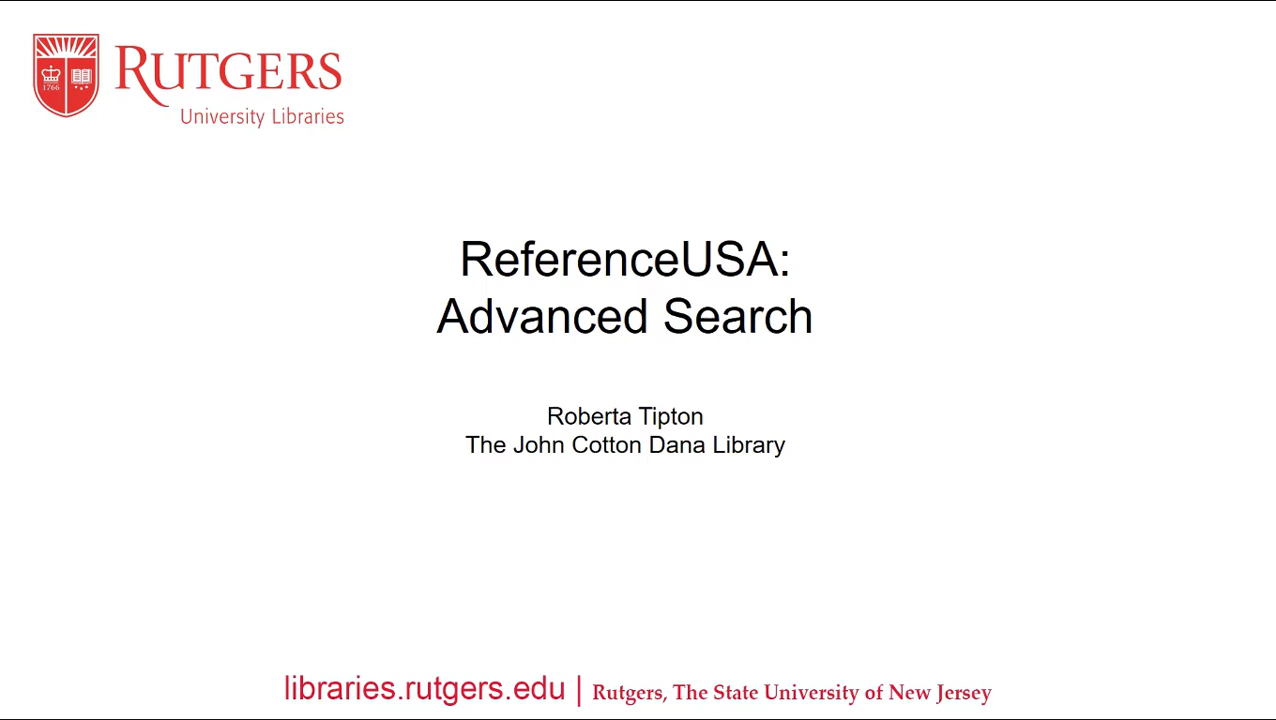 1766
RUTGERS
University Libraries
ReferenceUSA:
Advanced Search
Roberta Tipton
The John Cotton Dana Library
libraries.rutgers.edu | Rutgers, The State University of New Jersey